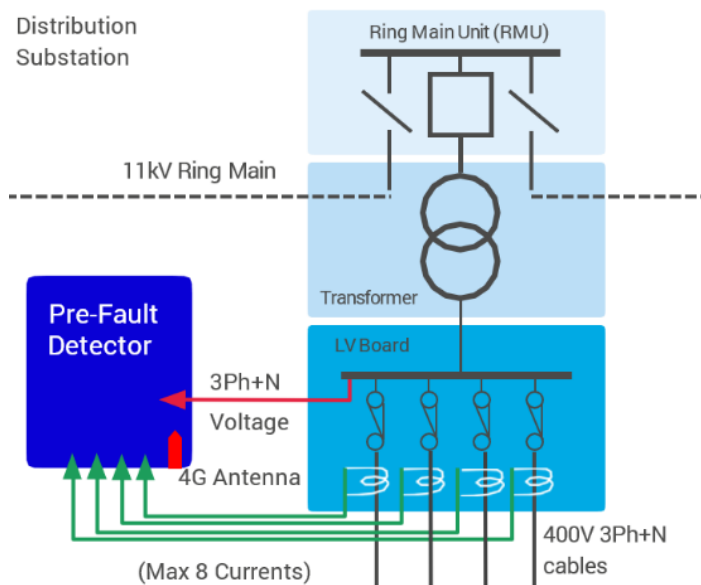 Distribution
Substation
Ring Main Unit (RMU)
11kV Ring Main
Transformer
Pre-Fault
Detector
LV Board
3Ph+N
Voltage
4G Antenna
400V 3Ph+N
cables
(Max 8 Currents)